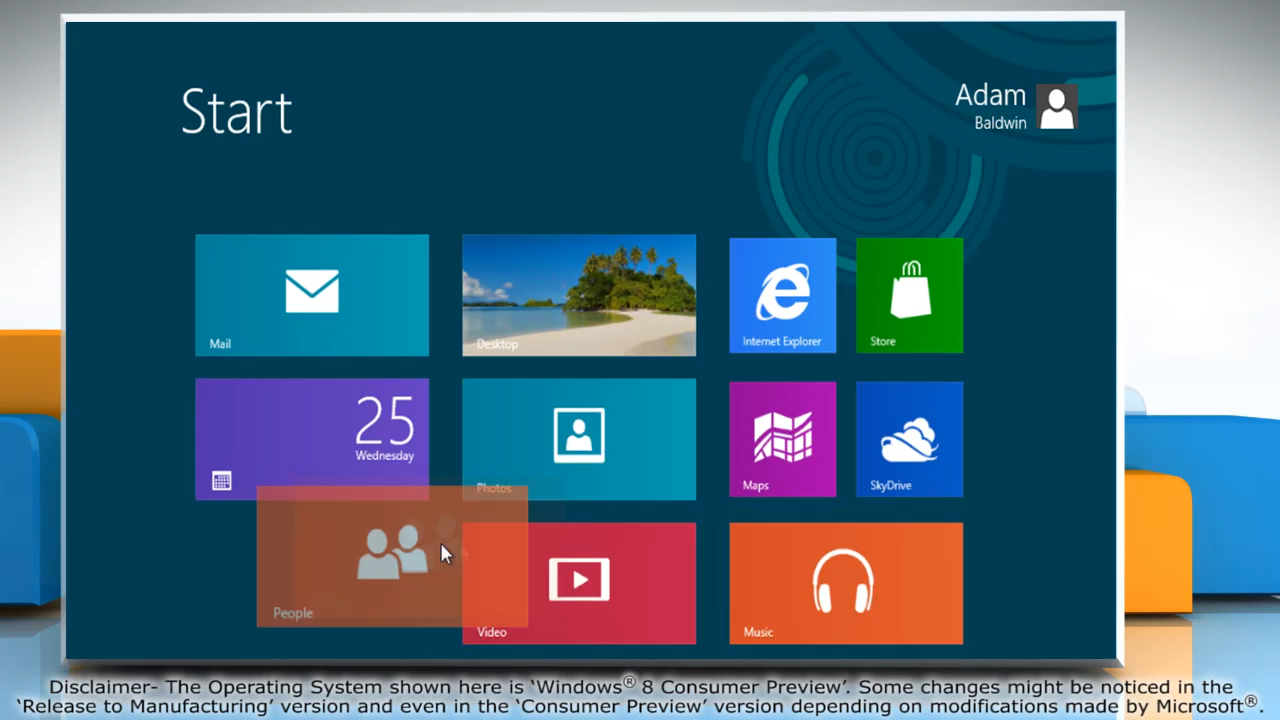 Start
Adam
Baldwin
Mail
Desktop
Internet Explorer
Store
25
Wednesday
Photos
Maps
SkyDrive
People
Video
Music
Disclaimer- The Operating System shown here is ‘Windows® 8 Consumer Preview’. Some changes might be noticed in the
‘Release to Manufacturing’ version and even in the ‘Consumer Preview’ version depending on modifications made by Microsoft®.